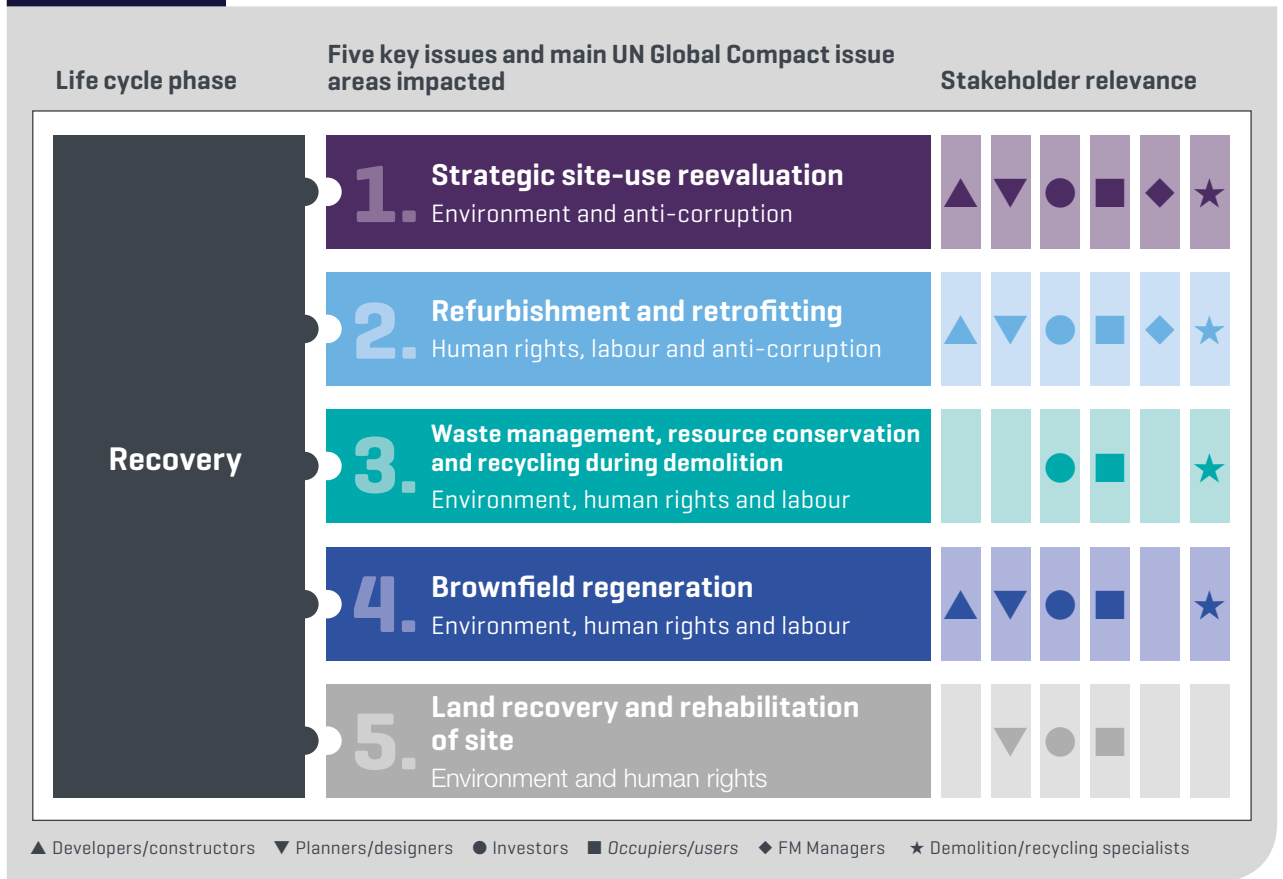 Life cycle phase
Five key issues and main UN Global Compact issue
areas impacted
Stakeholder relevance
Recovery
1.
Strategic site-use reevaluation
Environment and anti-corruption
2.
Refurbishment and retrofitting
Human rights, labour and anti-corruption
3.
Waste management, resource conservation
and recycling during demolition
Environment, human rights and labour
4.
Brownfield regeneration
Environment, human rights and labour
5.
Land recovery and rehabilitation
of site
Environment and human rights
▲ Developers/constructors ▼ Planners/designers ● Investors ■ Occupiers/users ◆ FM Managers ★ Demolition/recycling specialists